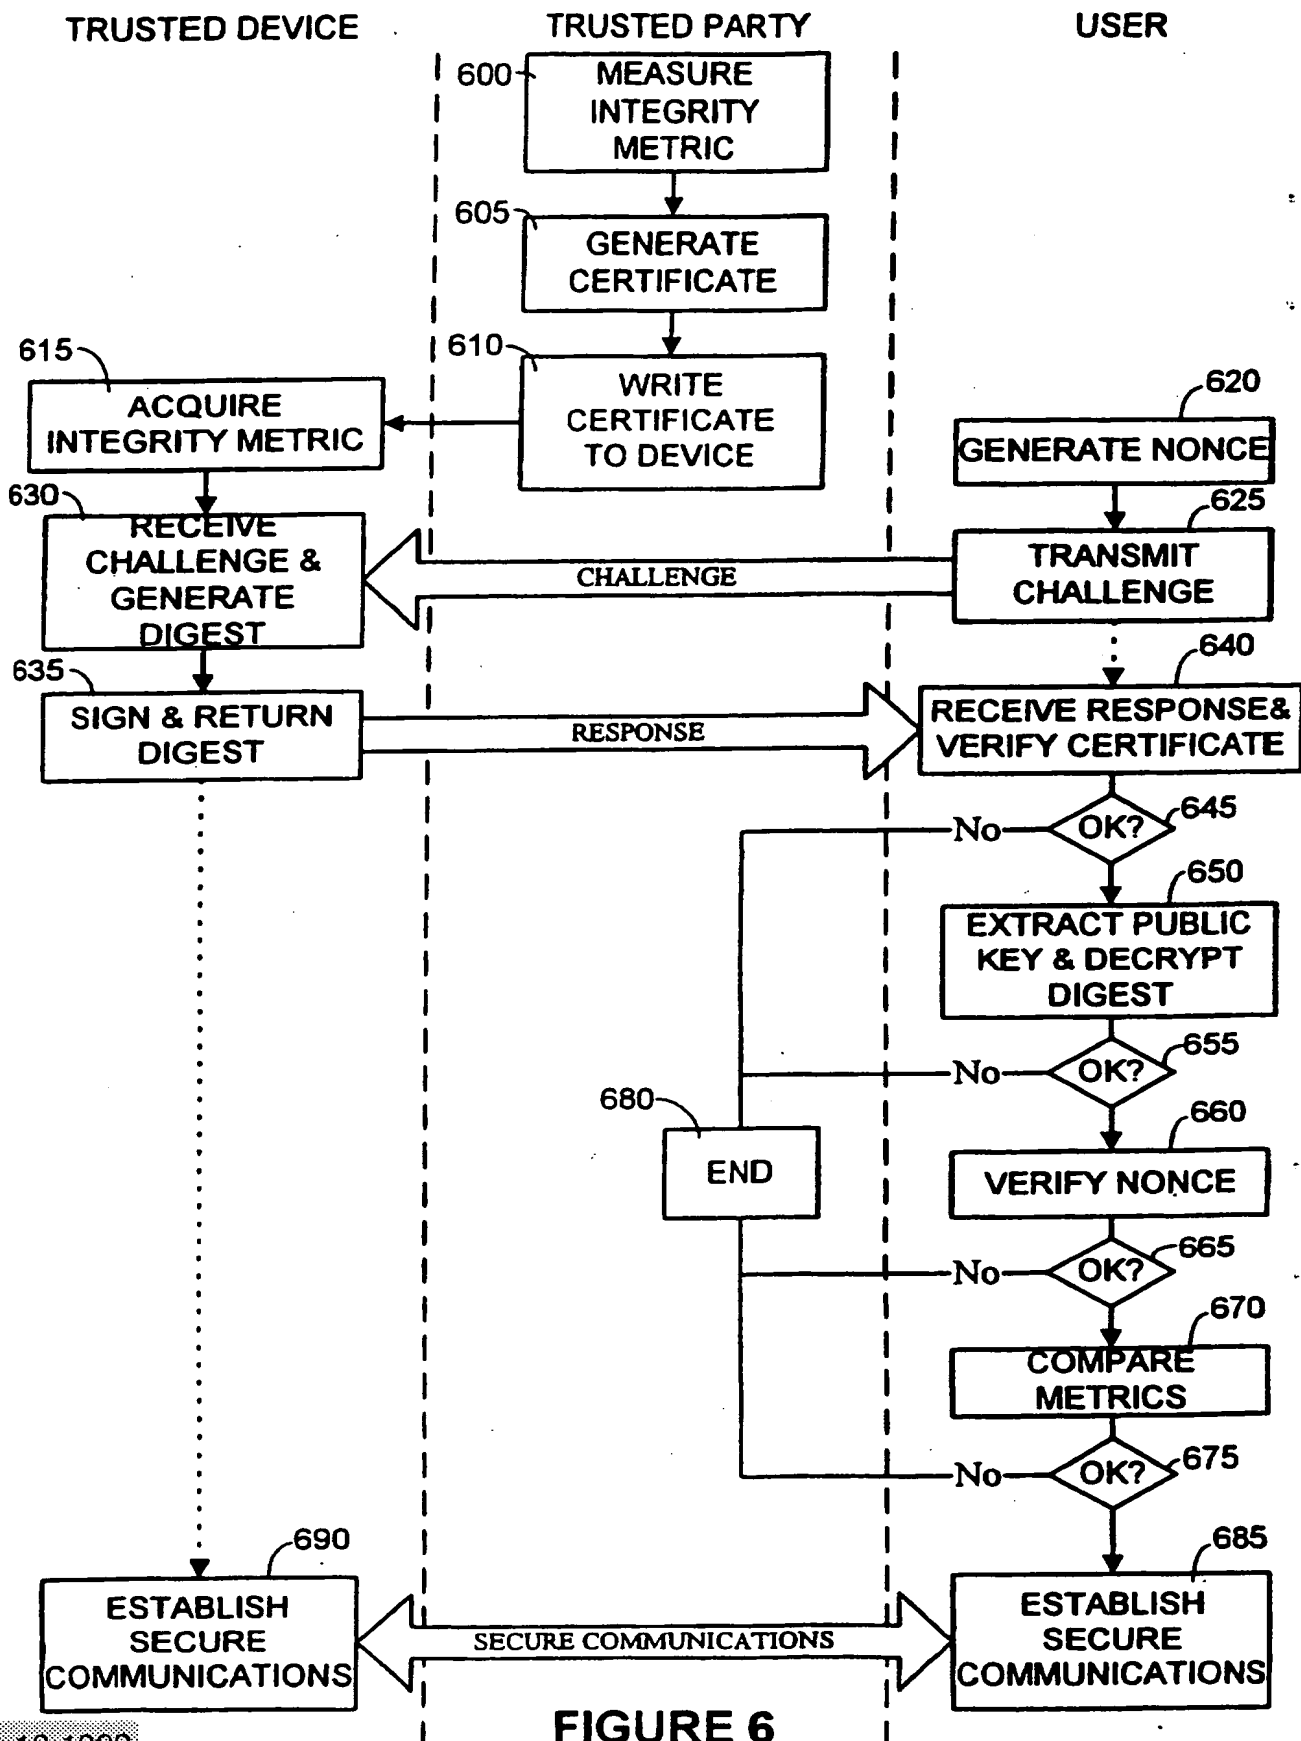 TRUSTED DEVICE
TRUSTED PARTY
USER
600
MEASURE
INTEGRITY
METRIC
605
GENERATE
CERTIFICATE
610
WRITE
CERTIFICATE
TO DEVICE
615
ACQUIRE
INTEGRITY METRIC
620
GENERATE NONCE
625
TRANSMIT
CHALLENGE
CHALLENGE
630
RECEIVE
CHALLENGE &
GENERATE
DIGEST
635
SIGN & RETURN
DIGEST
RESPONSE
640
RECEIVE RESPONSE&
VERIFY CERTIFICATE
645
OK?
No
650
EXTRACT PUBLIC
KEY & DECRYPT
DIGEST
655
OK?
No
680
END
660
VERIFY NONCE
665
OK?
No
670
COMPARE
METRICS
675
OK?
No
690
ESTABLISH
SECURE
COMMUNICATIONS
SECURE COMMUNICATIONS
685
ESTABLISH
SECURE
COMMUNICATIONS
FIGURE 6